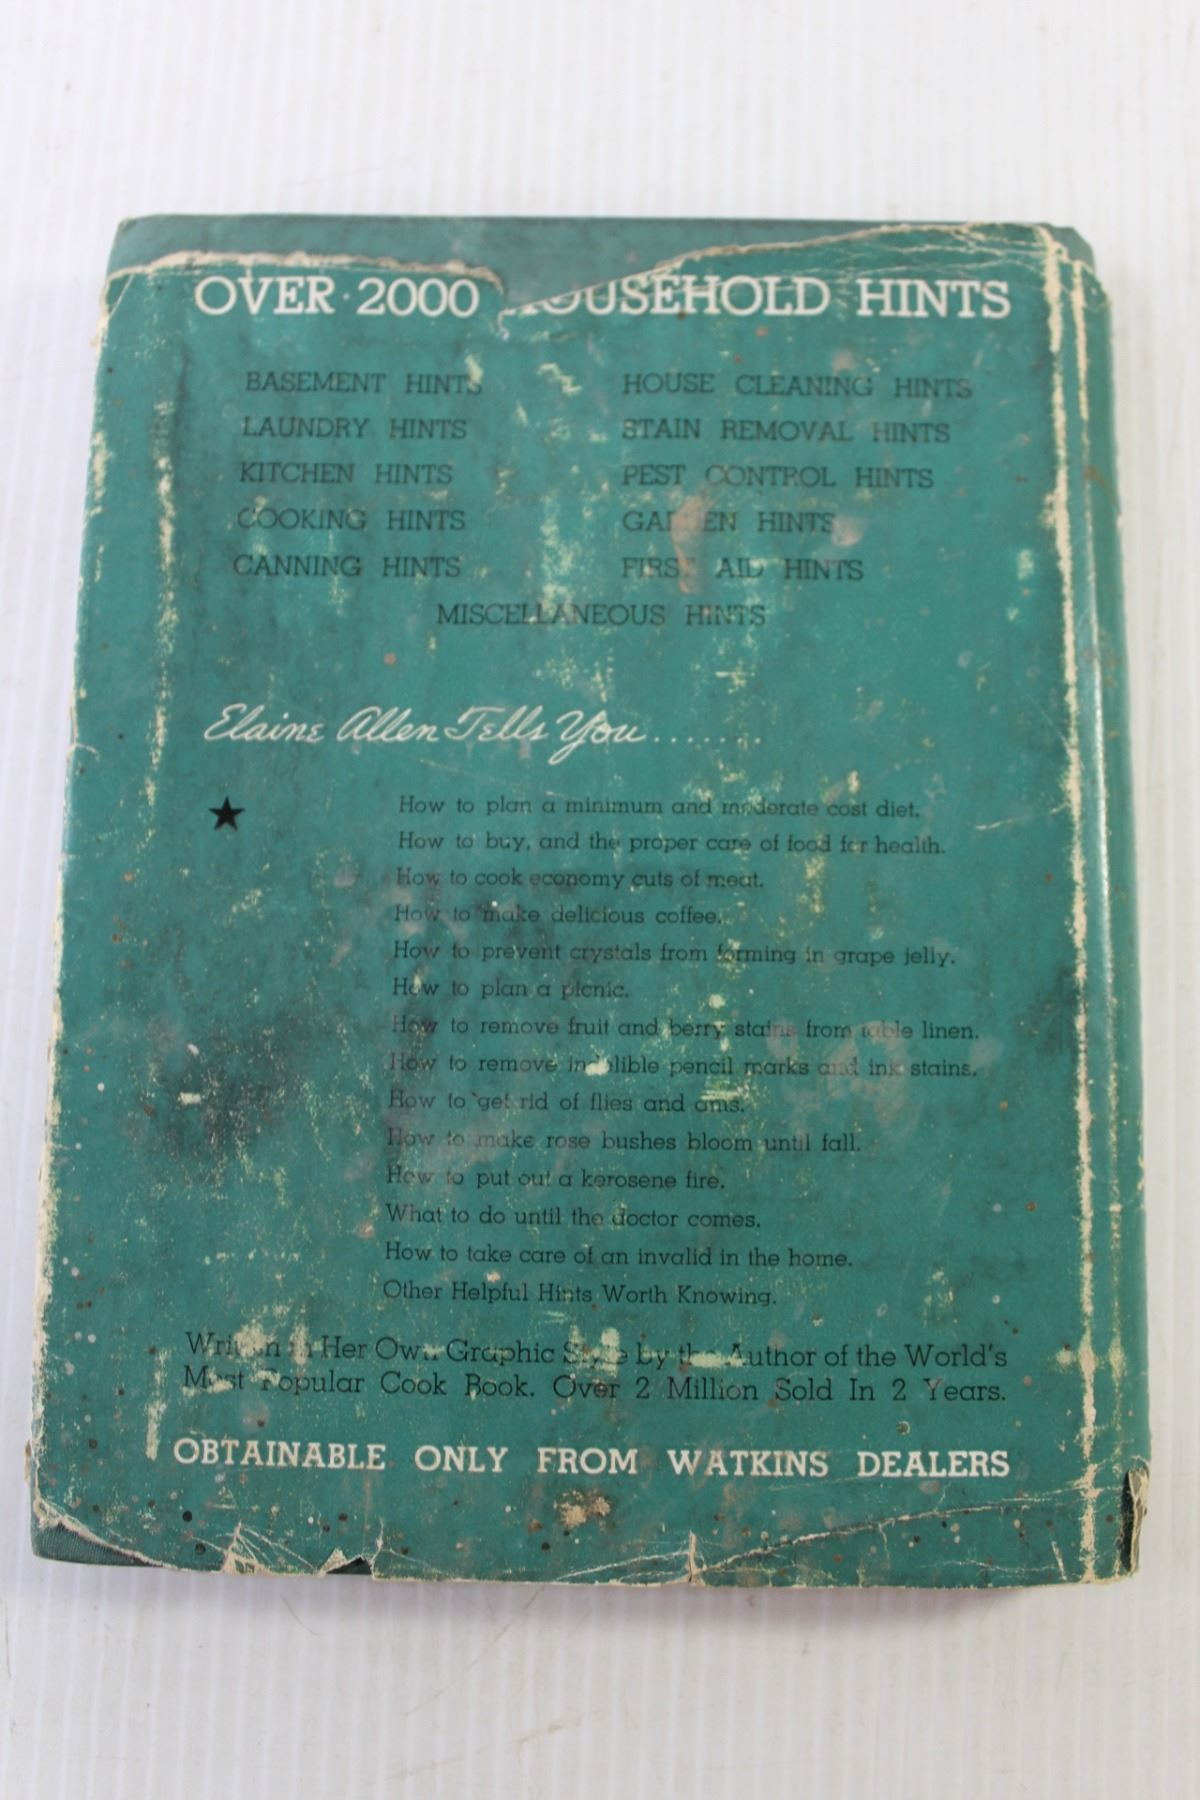 OVER 2000 HOUSEHOLD HINTS
BASEMENT HINTS HOUSE CLEANING HINTS
LAUNDRY HINTS STAIN REMOVAL HINTS
KITCHEN HINTS PEST CONTROL HINTS
COOKING HINTS GARDEN HINTS
CANNING HINTS FIRST AID HINTS
MISCELLANEOUS HINTS
Elaine Allen Tells You.......
How to plan a minimum and moderate cost diet.
How to buy, and the proper care of food for health.
How to cook economy cuts of meat.
How to make delicious coffee.
How to prevent crystals from forming in grape jelly.
How to plan a picnic.
How to remove fruit and berry stains from table linen.
How to remove indelible pencil marks and ink stains.
How to get rid of flies and ants.
How to make rose bushes bloom until fall.
How to put out a kerosene fire.
What to do until the doctor comes.
How to take care of an invalid in the home.
Other Helpful Hints Worth Knowing.
Written in Her Own Graphic Style by the Author of the World's
Most Popular Cook Book. Over 2 Million Sold In 2 Years.
OBTAINABLE ONLY FROM WATKINS DEALERS